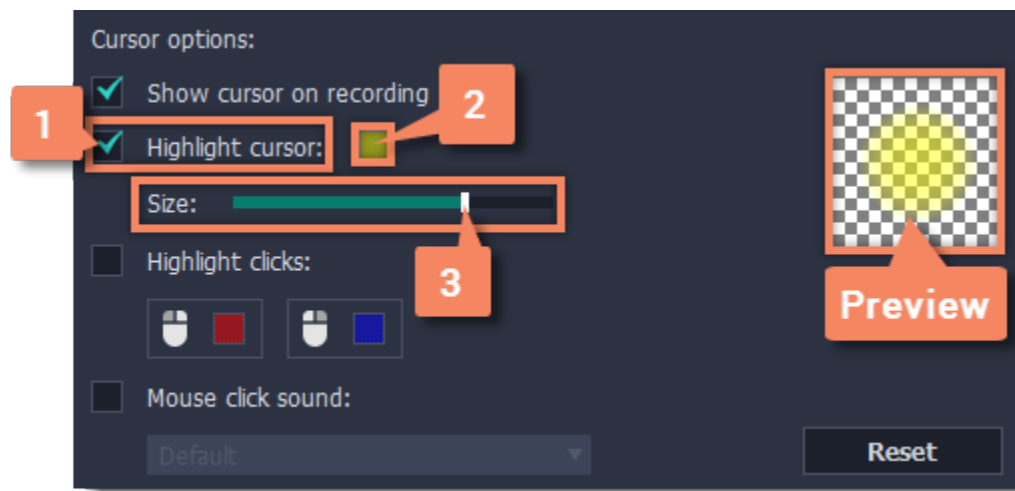 Cursor options:
Show cursor on recording
2
1
Highlight cursor:
Size:
Highlight clicks:
3
Preview
Mouse click sound:
Default
Reset